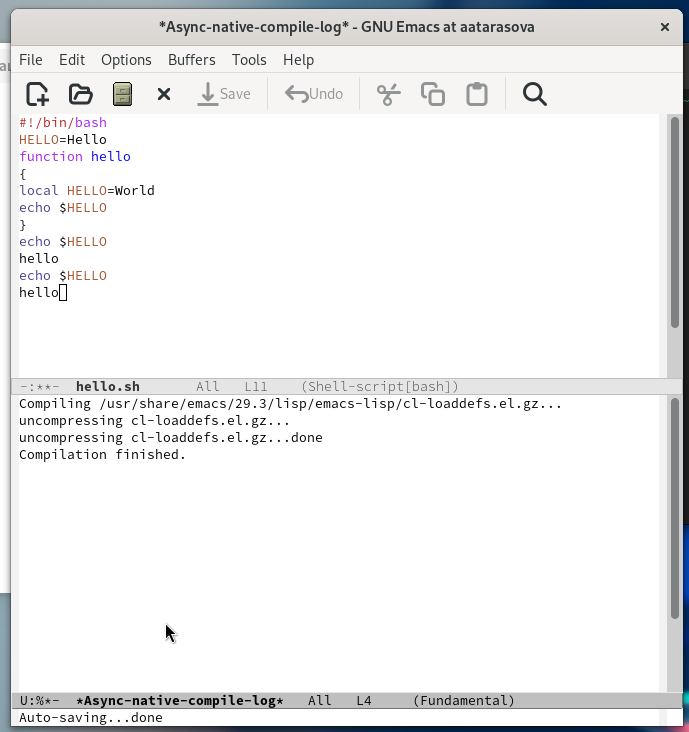 *Async-native-compile-log* - GNU Emacs at aatarasova
File Edit Options Buffers Tools Help
Save Undo
#!/bin/bash
HELLO=Hello
function hello
{
local HELLO=World
echo $HELLO
}
echo $HELLO
hello
echo $HELLO
hello
-:**- hello.sh All L11 (Shell-script[bash])
Compiling /usr/share/emacs/29.3/lisp/emacs-lisp/cl-loaddefs.el.gz...
uncompressing cl-loaddefs.el.gz...
uncompressing cl-loaddefs.el.gz...done
Compilation finished.
U:%*- *Async-native-compile-log* All L4 (Fundamental)
Auto-saving...done